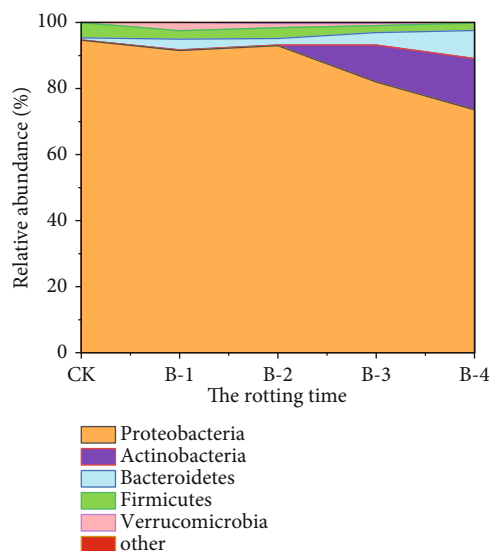 Relative abundance (%)
100
80
60
40
20
0
CK B-1 B-2 B-3 B-4
The rotting time
Proteobacteria
Actinobacteria
Bacteroidetes
Firmicutes
Verrucomicrobia
other